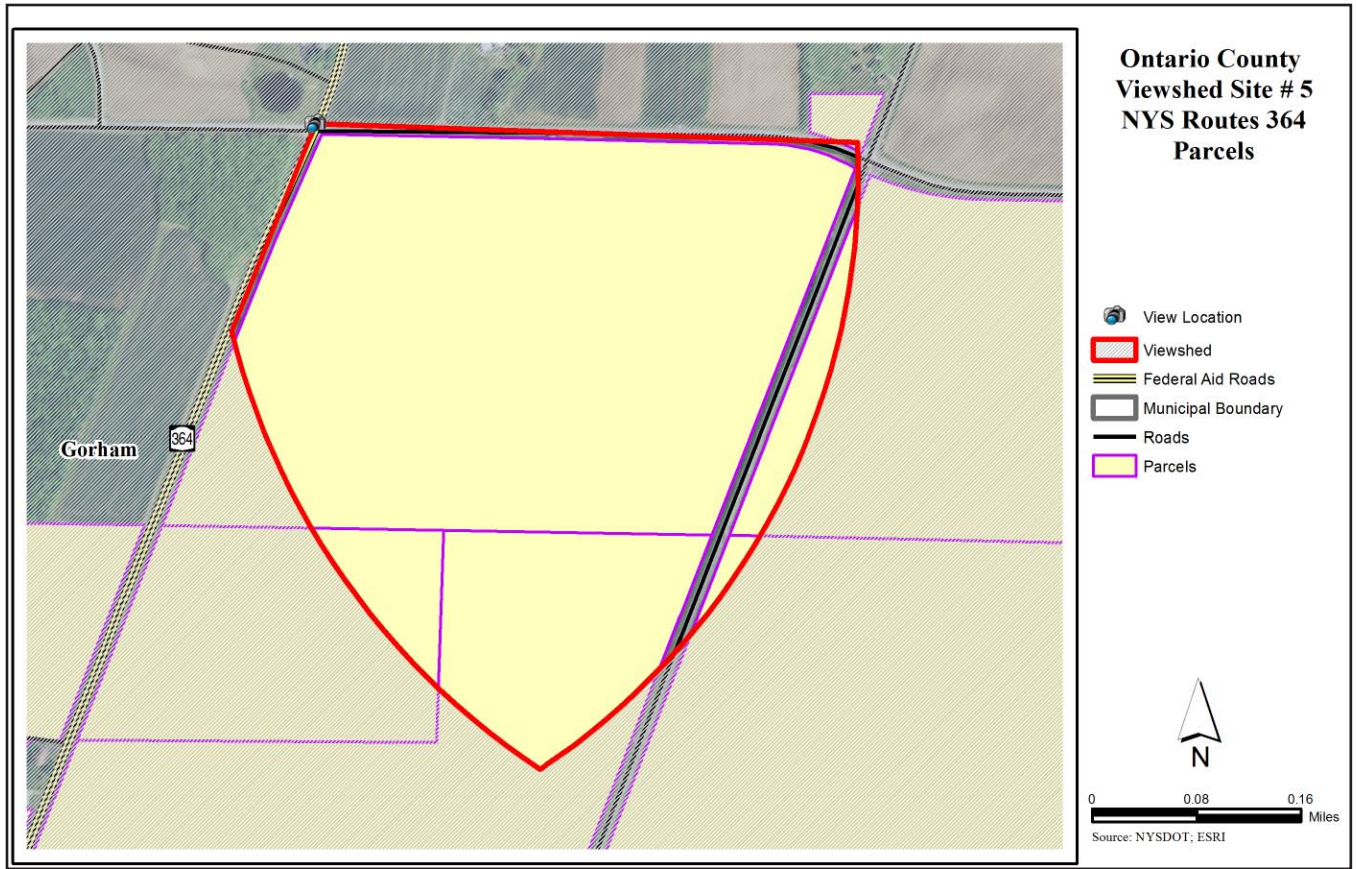 Ontario County
Viewshed Site # 5
NYS Routes 364
Parcels
View Location
Viewshed
Federal Aid Roads
Municipal Boundary
Roads
Parcels
Gorham
364
N
0 0.08 0.16
Miles
Source: NYSDOT; ESRI